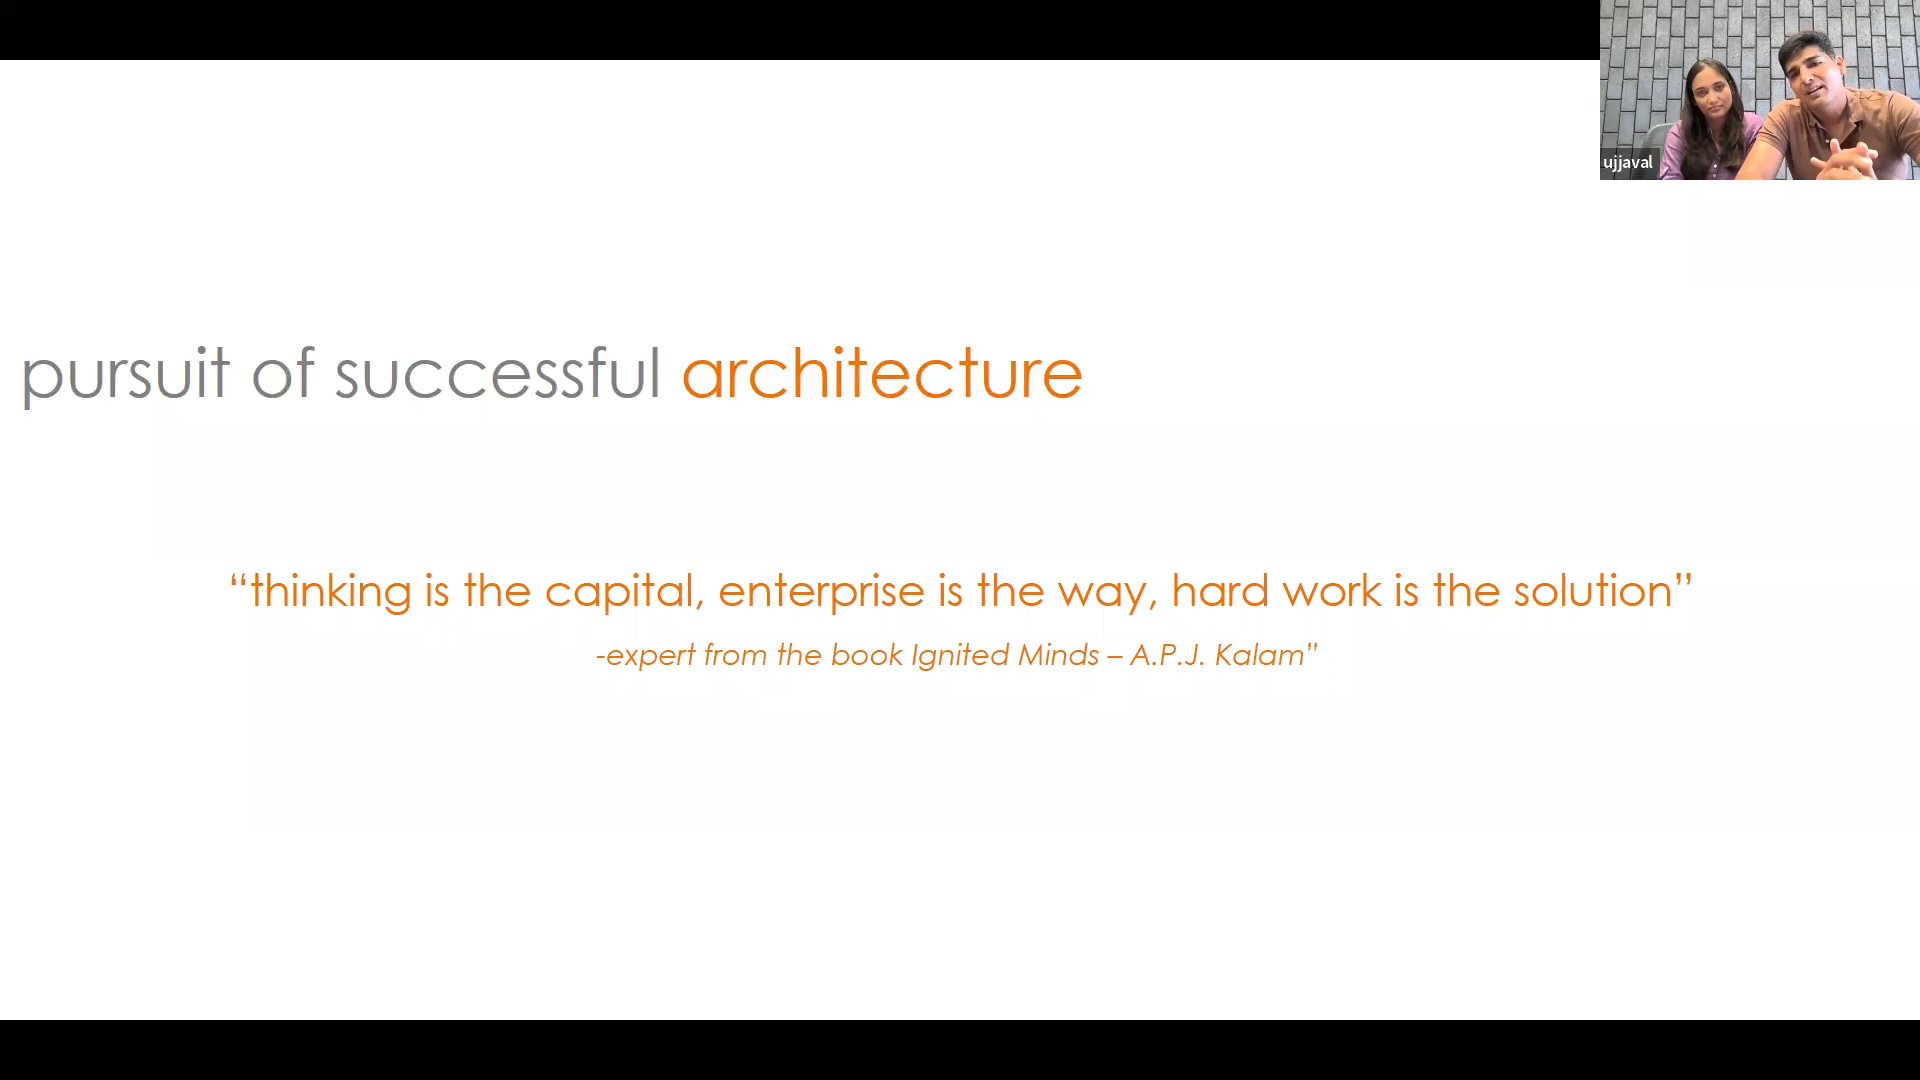 ujjaval
pursuit of successful architecture
“thinking is the capital, enterprise is the way, hard work is the solution”
-expert from the book Ignited Minds – A.P.J. Kalam”